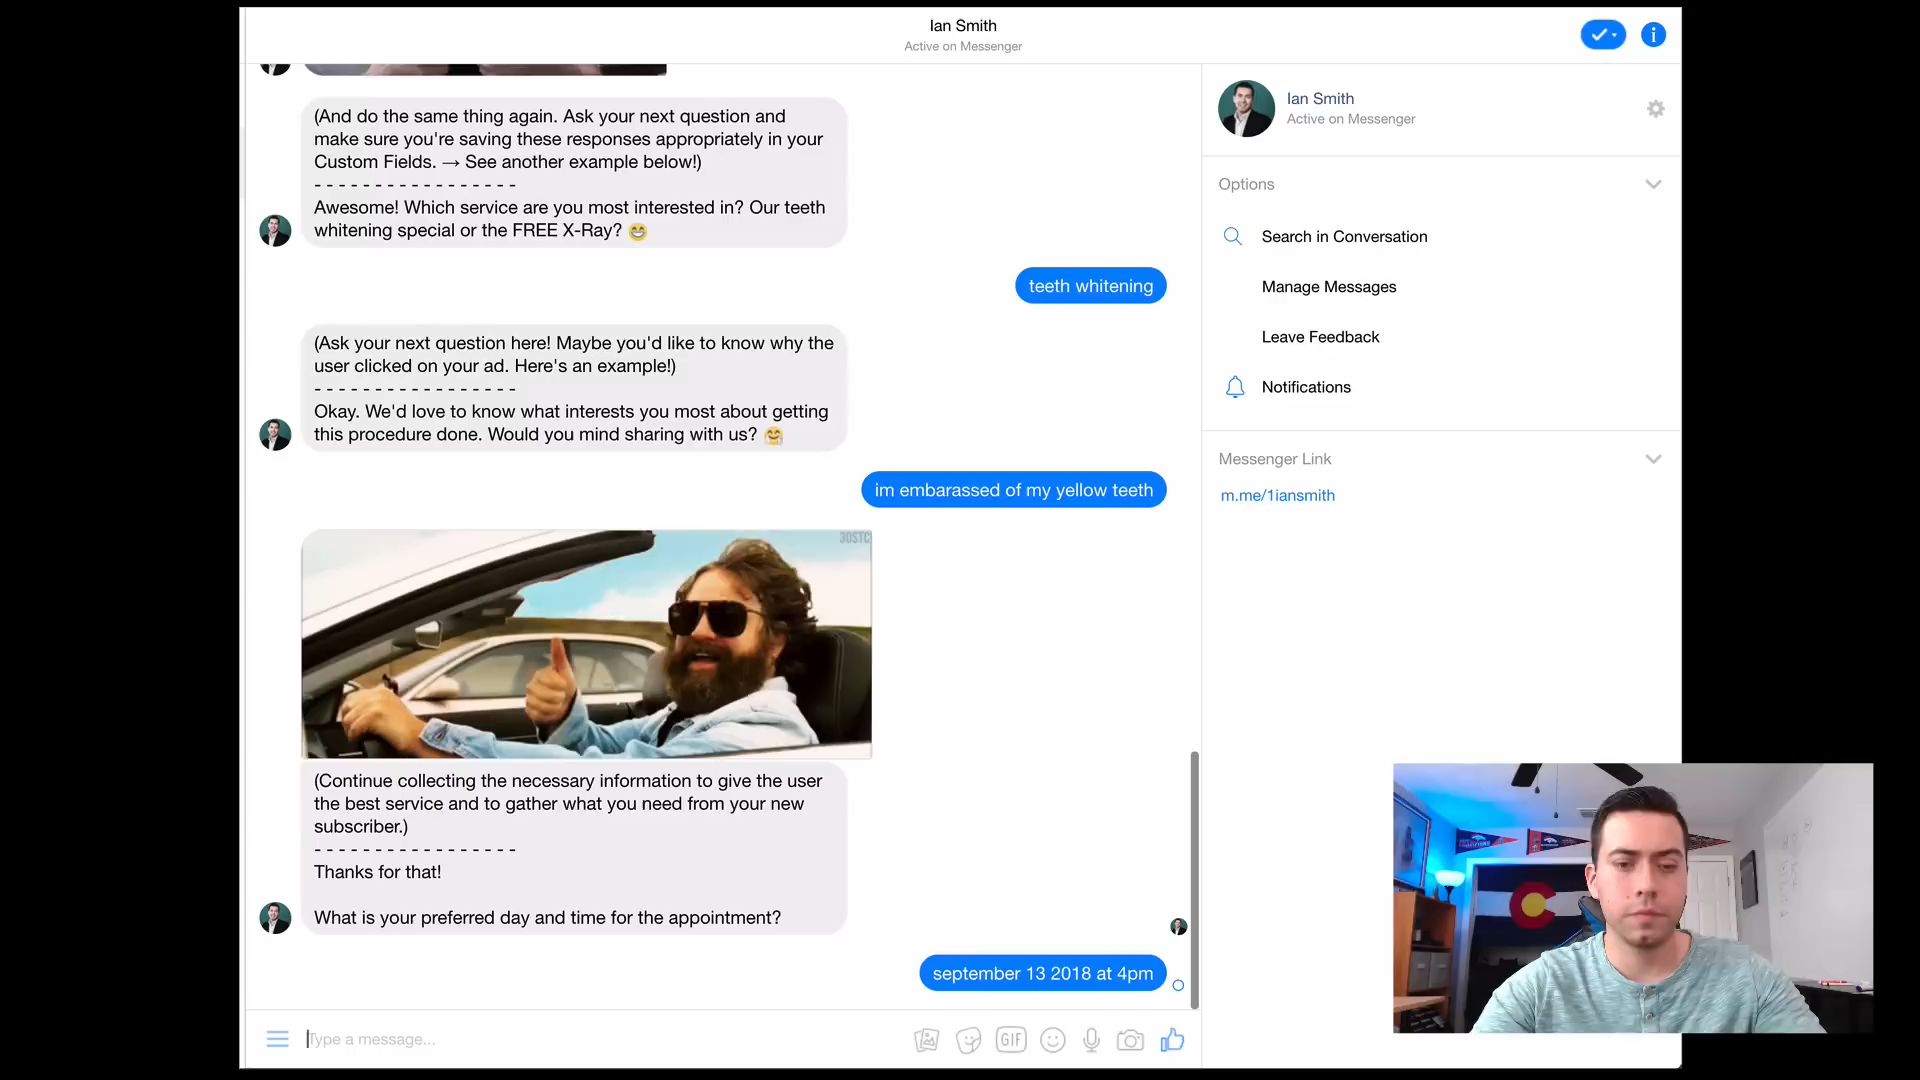 Ian Smith
Active on Messenger
(And do the same thing again. Ask your next question and
make sure you're saving these responses appropriately in your
Custom Fields. → See another example below!)
- - - - - - - - - - - - - - - - -
Awesome! Which service are you most interested in? Our teeth
whitening special or the FREE X-Ray? 😁
teeth whitening
(Ask your next question here! Maybe you'd like to know why the
user clicked on your ad. Here's an example!)
- - - - - - - - - - - - - - - - -
Okay. We'd love to know what interests you most about getting
this procedure done. Would you mind sharing with us? 🤗
im embarassed of my yellow teeth
30STC
(Continue collecting the necessary information to give the user
the best service and to gather what you need from your new
subscriber.)
- - - - - - - - - - - - - - - - -
Thanks for that!
What is your preferred day and time for the appointment?
september 13 2018 at 4pm
Type a message...
GIF
Ian Smith
Active on Messenger
Options
Search in Conversation
Manage Messages
Leave Feedback
Notifications
Messenger Link
m.me/1iansmith